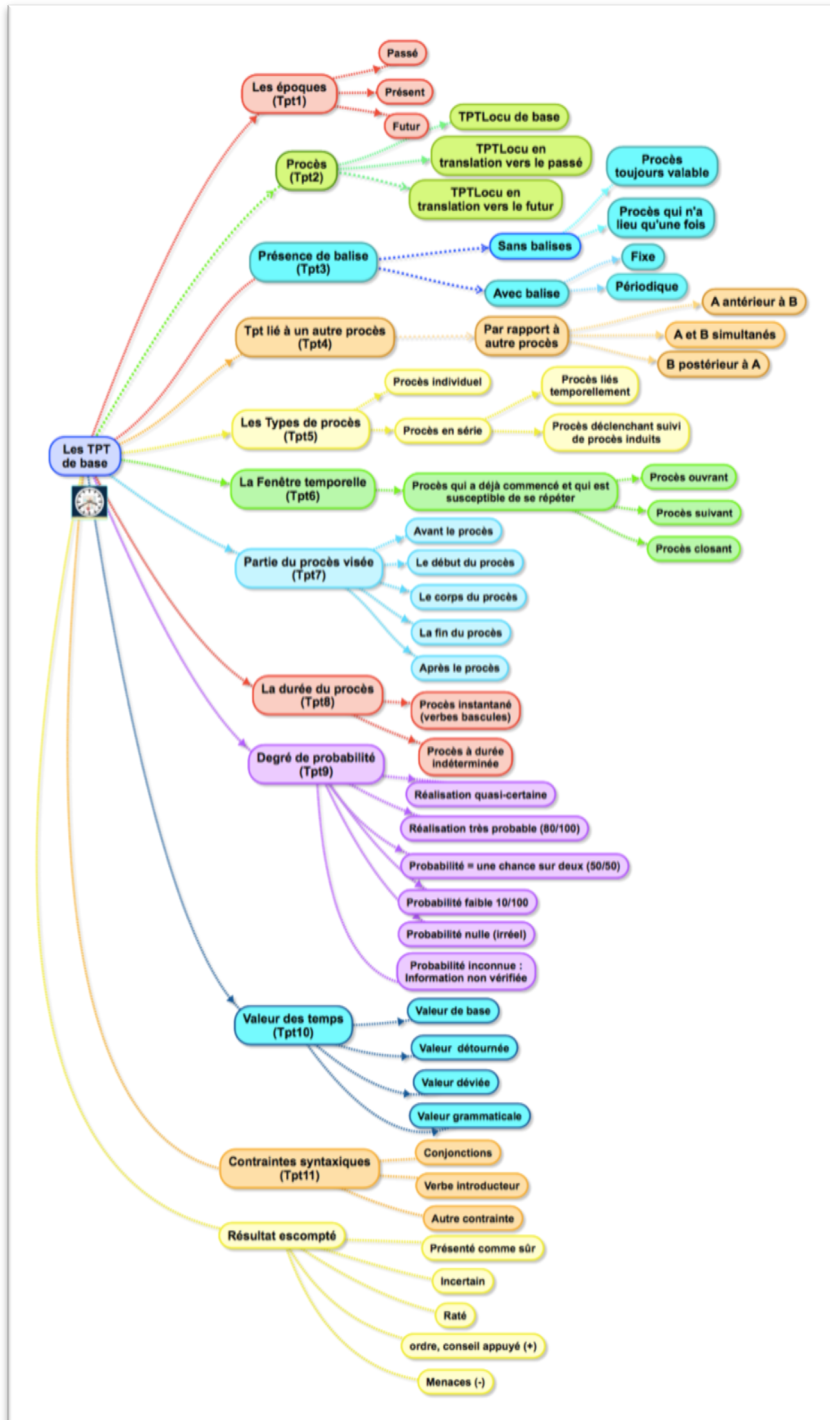 Passé
Les époques
(Tpt1)
Présent
Futur
TPTLocu de base
Procès
(Tpt2)
TPTLocu en
translation vers le passé
TPTLocu en
translation vers le futur
Procès
toujours valable
Procès qui n'a
lieu qu'une fois
Présence de balise
(Tpt3)
Sans balises
Fixe
Avec balise
Périodique
Tpt lié à un autre procès
(Tpt4)
Par rapport à
autre procès
A antérieur à B
A et B simultanés
B postérieur à A
Les Types de procès
(Tpt5)
Procès individuel
Procès en série
Procès liés
temporellement
Procès déclenchant suivi
de procès induits
Les TPT
de base
La Fenêtre temporelle
(Tpt6)
Procès qui a déjà commencé et qui est
susceptible de se répéter
Procès ouvrant
Procès suivant
Procès closant
Partie du procès visée
(Tpt7)
Avant le procès
Le début du procès
Le corps du procès
La fin du procès
Après le procès
La durée du procès
(Tpt8)
Procès instantané
(verbes bascules)
Procès à durée
indéterminée
Degré de probabilité
(Tpt9)
Réalisation quasi-certaine
Réalisation très probable (80/100)
Probabilité = une chance sur deux (50/50)
Probabilité faible 10/100
Probabilité nulle (irréel)
Probabilité inconnue :
Information non vérifiée
Valeur des temps
(Tpt10)
Valeur de base
Valeur détournée
Valeur déviée
Valeur grammaticale
Contraintes syntaxiques
(Tpt11)
Conjonctions
Verbe introducteur
Autre contrainte
Résultat escompté
Présenté comme sûr
Incertain
Raté
ordre, conseil appuyé (+)
Menaces (-)